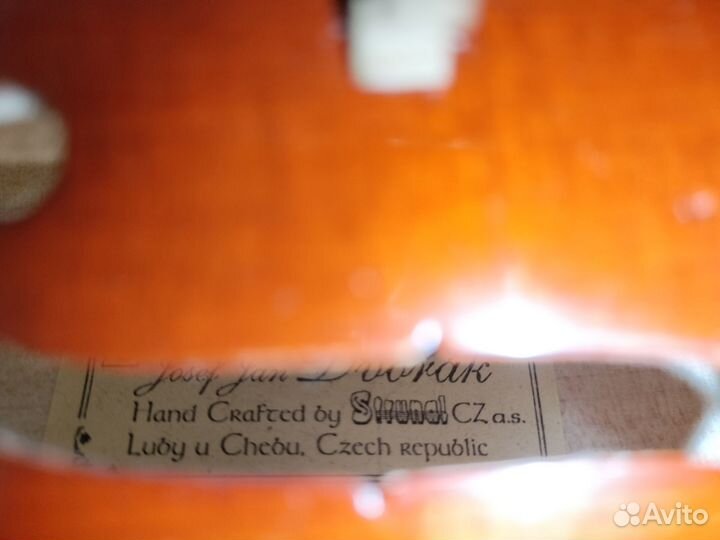 Josef Jan Dvořák
Hand Crafted by Strunal CZ a.s.
Luby u Chebu, Czech republic
Avito